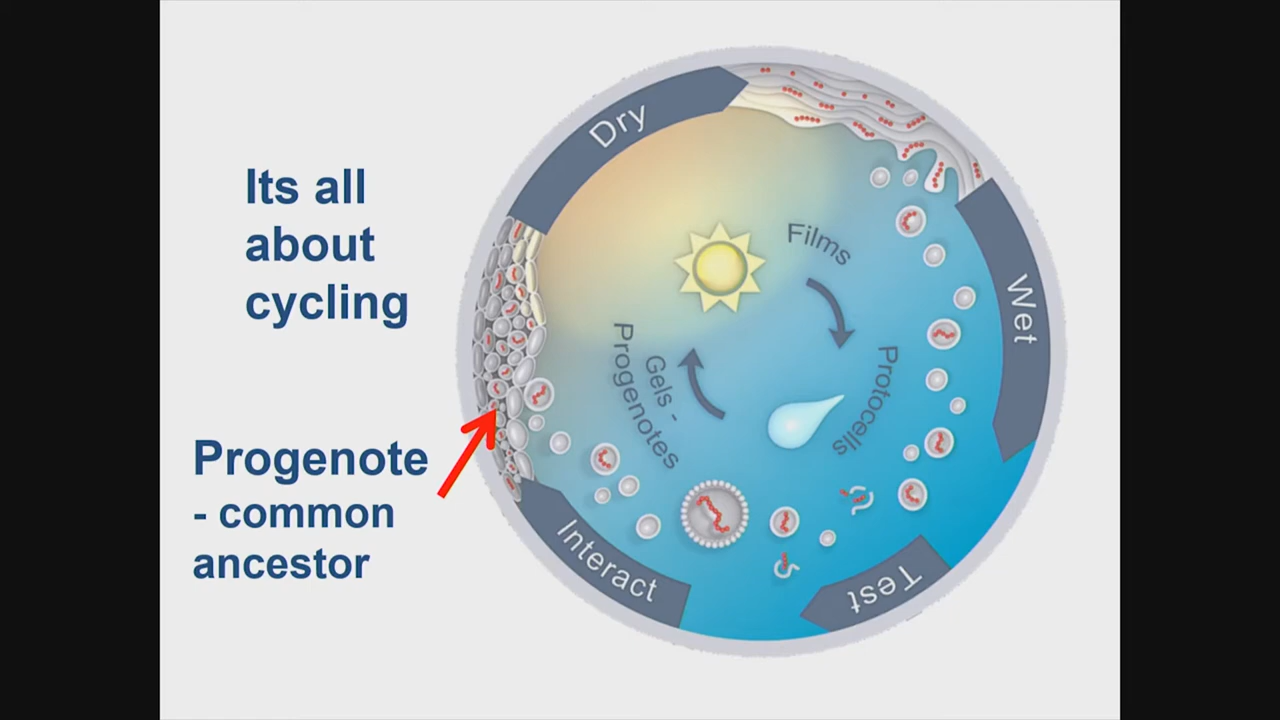 Its all
about
cycling
Progenote
- common
ancestor
Dry
Wet
Test
Interact
Films
Protocells
Gels -
Progenotes